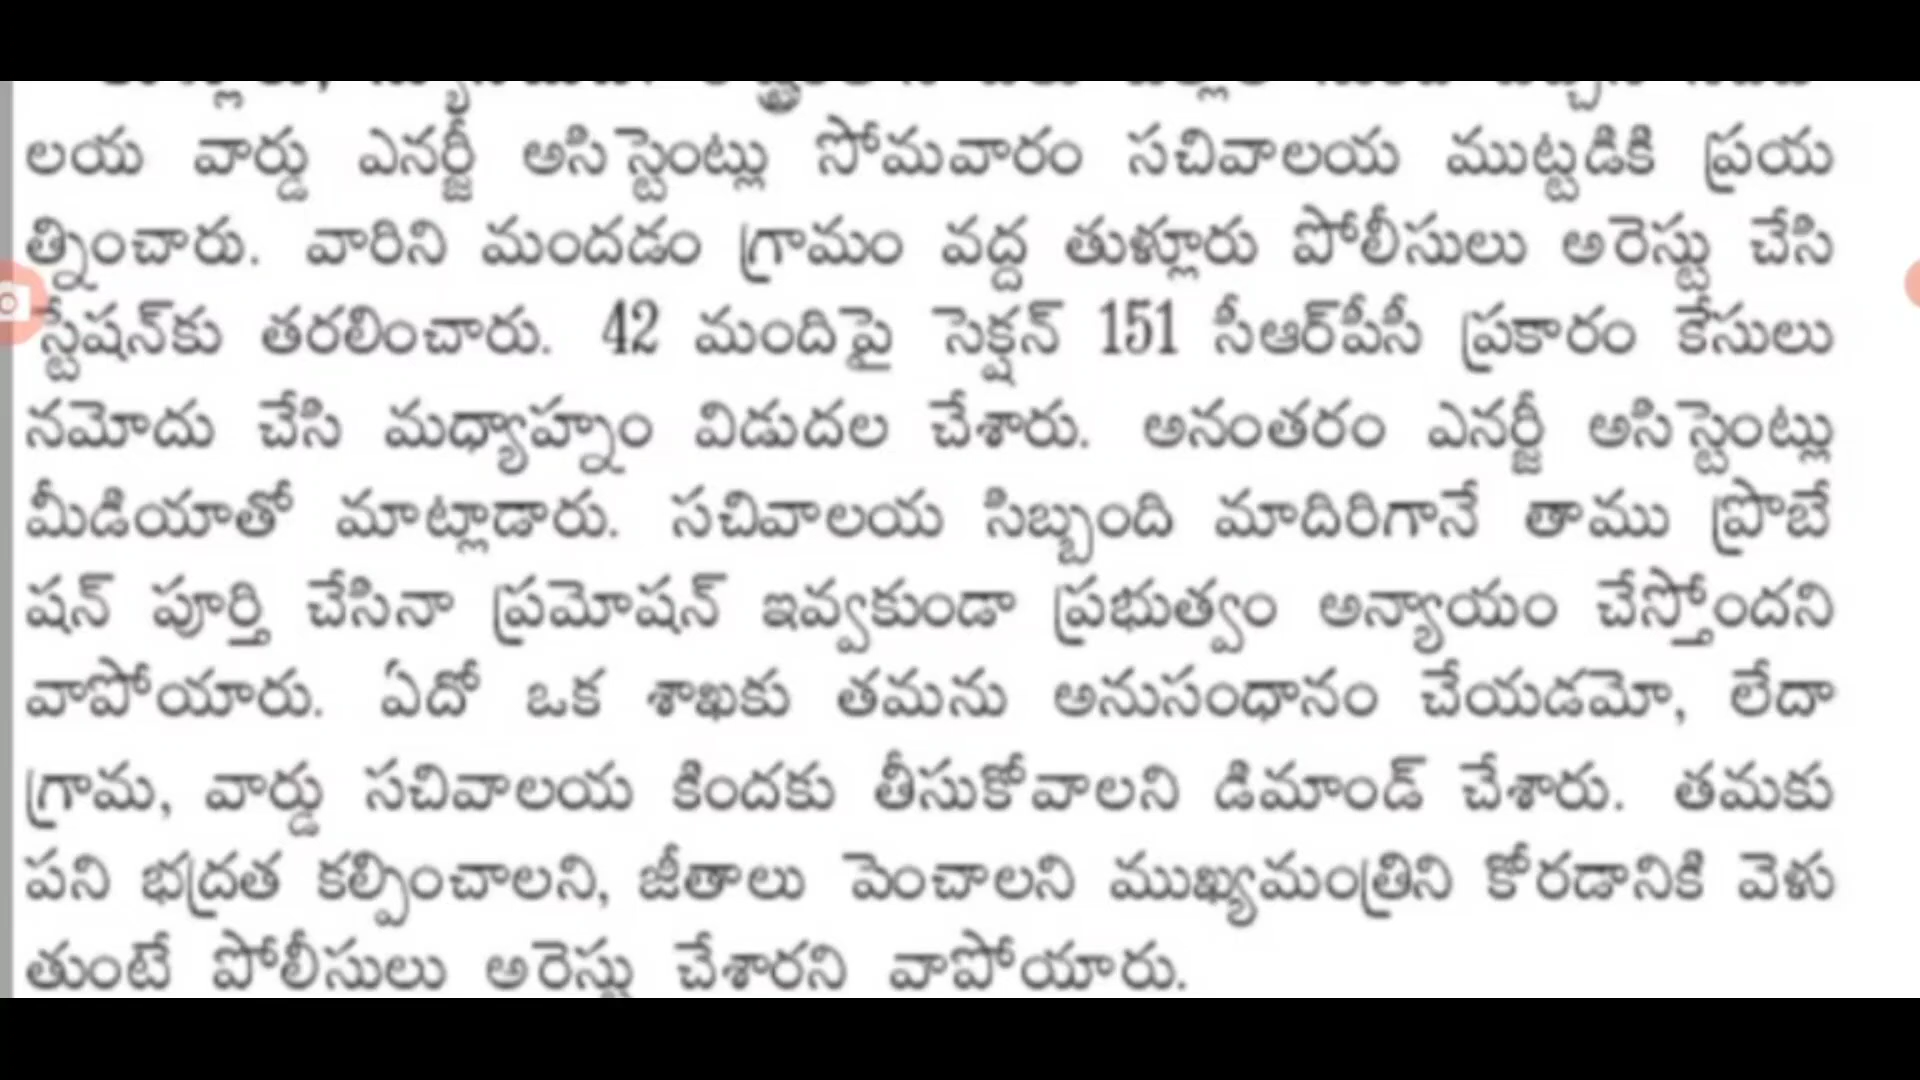 లయ వార్డు ఎనర్జీ అసిస్టెంట్లు సోమవారం సచివాలయ ముట్టడికి ప్రయ
త్నించారు. వారిని మందడం గ్రామం వద్ద తుళ్లూరు పోలీసులు అరెస్టు చేసి
స్టేషన్‌కు తరలించారు. 42 మందిపై సెక్షన్ 151 సీఆర్‌పీసీ ప్రకారం కేసులు
నమోదు చేసి మధ్యాహ్నం విడుదల చేశారు. అనంతరం ఎనర్జీ అసిస్టెంట్లు
మీడియాతో మాట్లాడారు. సచివాలయ సిబ్బంది మాదిరిగానే తాము ప్రొబే
షన్ పూర్తి చేసినా ప్రమోషన్ ఇవ్వకుండా ప్రభుత్వం అన్యాయం చేస్తోందని
వాపోయారు. ఏదో ఒక శాఖకు తమను అనుసంధానం చేయడమో, లేదా
గ్రామ, వార్డు సచివాలయ కిందకు తీసుకోవాలని డిమాండ్ చేశారు. తమకు
పని భద్రత కల్పించాలని, జీతాలు పెంచాలని ముఖ్యమంత్రిని కోరడానికి వెళు
తుంటే పోలీసులు అరెస్టు చేశారని వాపోయారు.